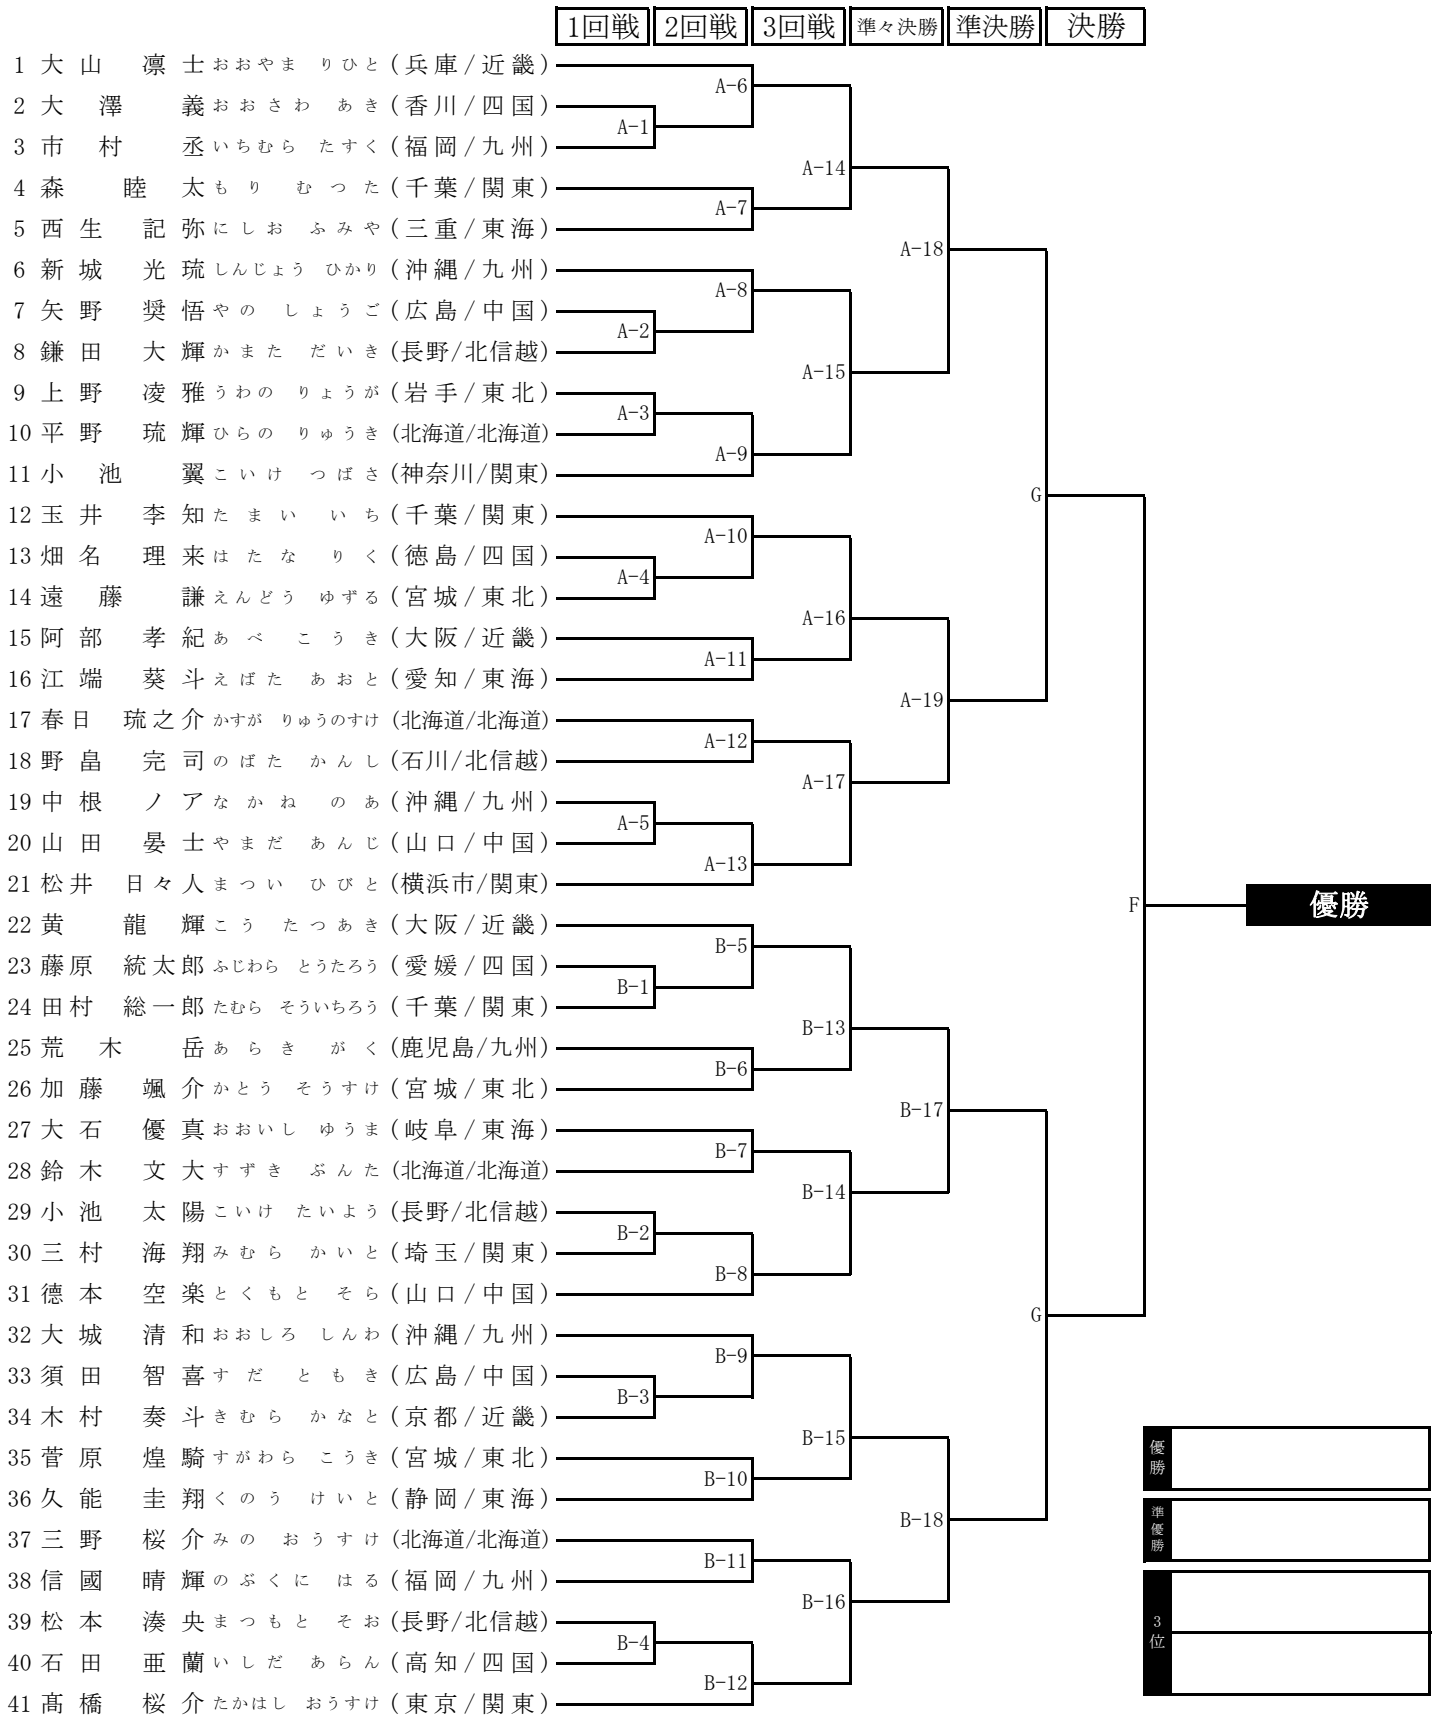 1回戦 2回戦 3回戦 準々決勝 準決勝 決勝
1 大山 凛士 おおやま りひと (兵庫/近畿)
A-6
2 大澤 義 おおさわ あき (香川/四国)
A-1
3 市村 丞 いちむら たすく (福岡/九州)
A-14
4 森 睦太 もり むつた (千葉/関東)
A-7
5 西生 記弥 にしお ふみや (三重/東海)
A-18
6 新城 光琉 しんじょう ひかり (沖縄/九州)
A-8
7 矢野 奨悟 やの しょうご (広島/中国)
A-2
8 鎌田 大輝 かまた だいき (長野/北信越)
A-15
9 上野 凌雅 うわの りょうが (岩手/東北)
A-3
10 平野 琉輝 ひらの りゅうき (北海道/北海道)
A-9
11 小池 翼 こいけ つばさ (神奈川/関東)
G
12 玉井 李知 たまい いち (千葉/関東)
A-10
13 畑名 理来 はたな りく (徳島/四国)
A-4
14 遠藤 謙 えんどう ゆずる (宮城/東北)
A-16
15 阿部 孝紀 あべ こうき (大阪/近畿)
A-11
16 江端 葵斗 えばた あおと (愛知/東海)
A-19
17 春日 琉之介 かすが りゅうのすけ (北海道/北海道)
A-12
18 野畠 完司 のばた かんし (石川/北信越)
A-17
19 中根 ノア なかね のあ (沖縄/九州)
A-5
20 山田 晏士 やまだ あんじ (山口/中国)
A-13
21 松井 日々人 まつい ひびと (横浜市/関東)
F 優勝
22 黄 龍輝 こう たつあき (大阪/近畿)
B-5
23 藤原 統太郎 ふじわら とうたろう (愛媛/四国)
B-1
24 田村 総一郎 たむら そういちろう (千葉/関東)
B-13
25 荒木 岳 あらき がく (鹿児島/九州)
B-6
26 加藤 颯介 かとう そうすけ (宮城/東北)
B-17
27 大石 優真 おおいし ゆうま (岐阜/東海)
B-7
28 鈴木 文大 すずき ぶんた (北海道/北海道)
B-14
29 小池 太陽 こいけ たいよう (長野/北信越)
B-2
30 三村 海翔 みむら かいと (埼玉/関東)
B-8
31 德本 空楽 とくもと そら (山口/中国)
G
32 大城 清和 おおしろ しんわ (沖縄/九州)
B-9
33 須田 智喜 すだ ともき (広島/中国)
B-3
34 木村 奏斗 きむら かなと (京都/近畿)
B-15
35 菅原 煌騎 すがわら こうき (宮城/東北)
優勝
B-10
36 久能 圭翔 くのう けいと (静岡/東海)
B-18
準優勝
37 三野 桜介 みの おうすけ (北海道/北海道)
B-11
38 信國 晴輝 のぶくに はる (福岡/九州)
B-16
39 松本 湊央 まつもと そお (長野/北信越)
3位
B-4
40 石田 亜蘭 いしだ あらん (高知/四国)
B-12
41 髙橋 桜介 たかはし おうすけ (東京/関東)